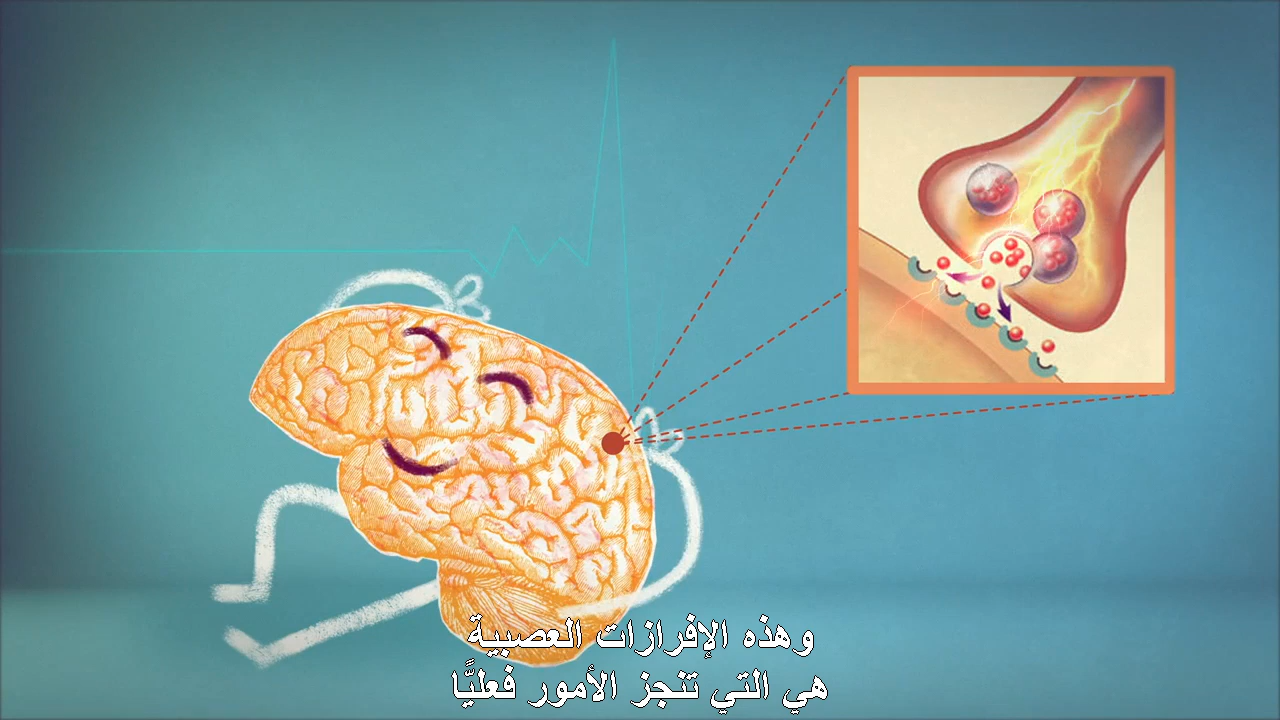 وهذه الإفرازات العصبية
هي التي تنجز الأمور فعليًّا